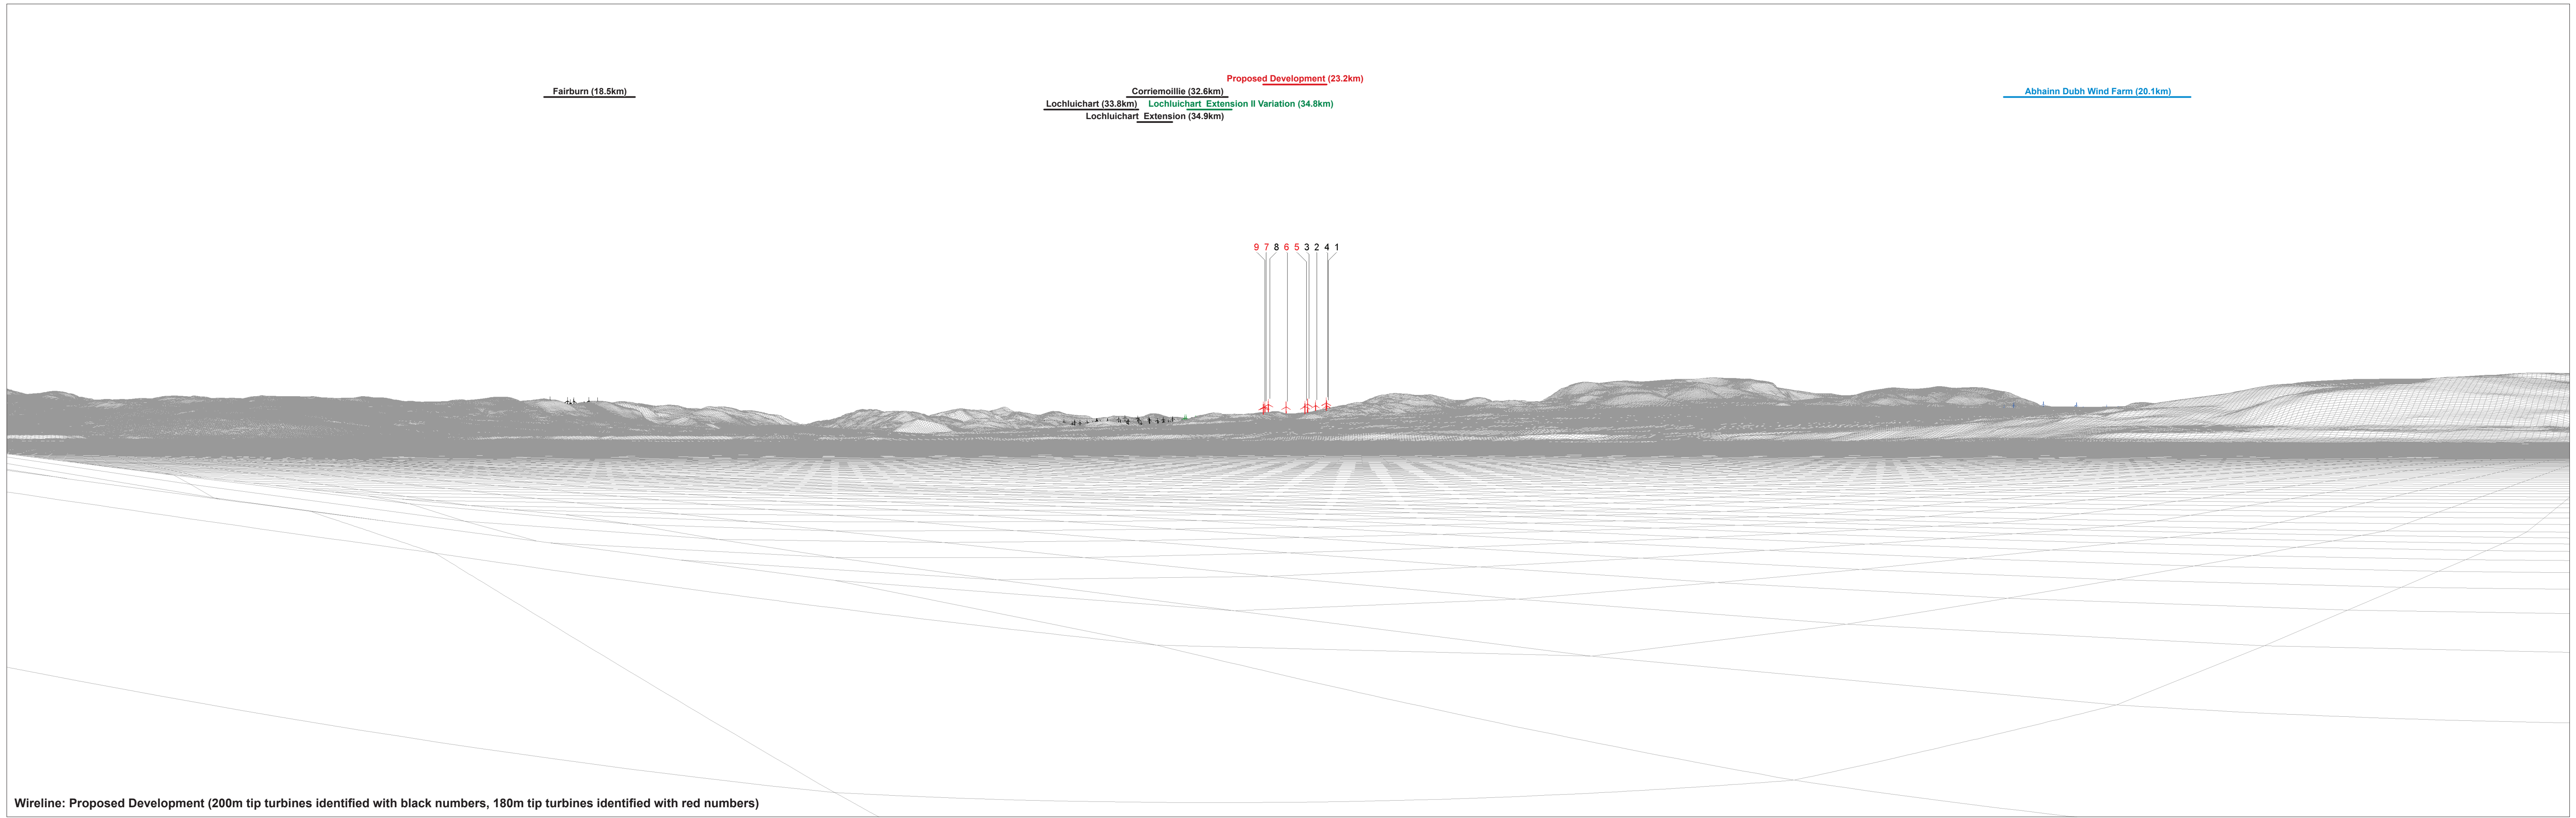 Proposed Development (23.2km)
Fairburn (18.5km)
Corriemoillie (32.6km)
Abhainn Dubh Wind Farm (20.1km)
Lochluichart (33.8km)
Lochluichart Extension II Variation (34.8km)
Lochluichart Extension (34.9km)
9 7 8 6 5 3 2 4 1
Wireline: Proposed Development (200m tip turbines identified with black numbers, 180m tip turbines identified with red numbers)